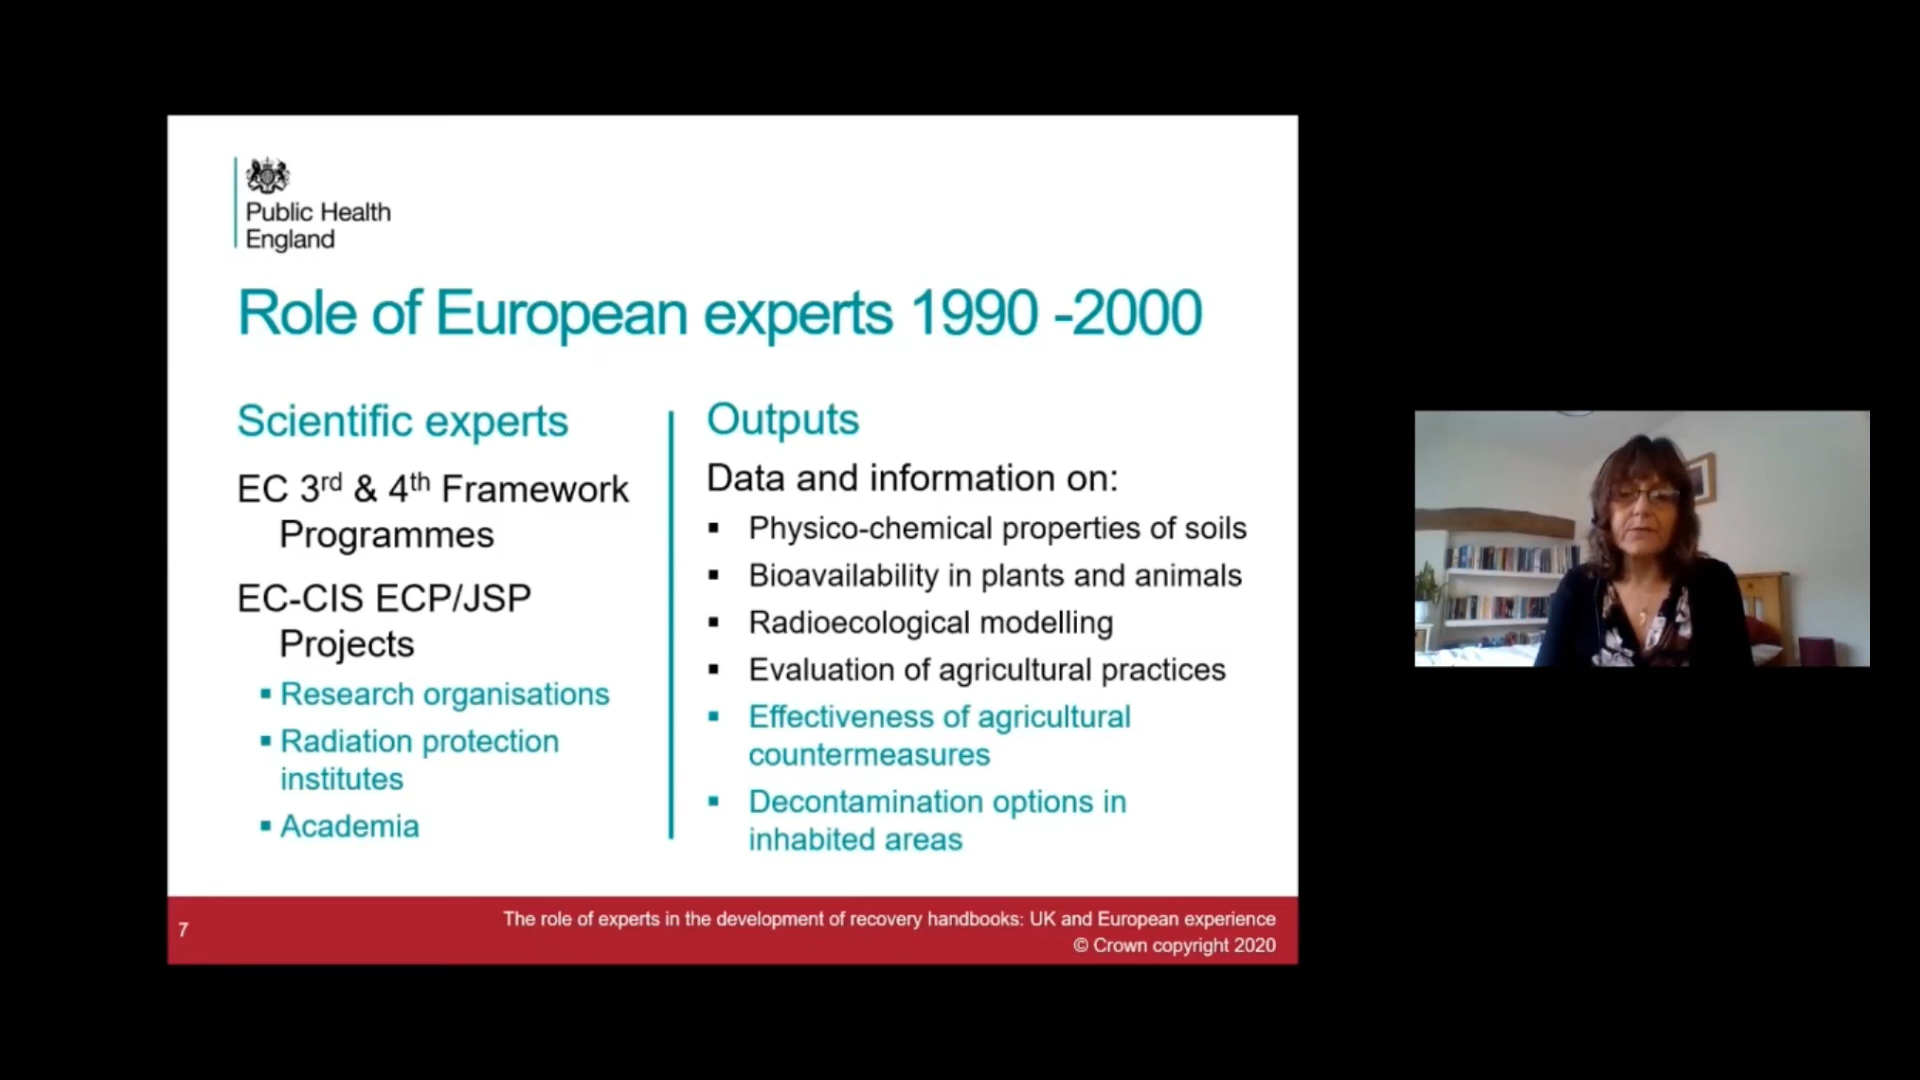 Public Health
England
Role of European experts 1990 -2000
Scientific experts
EC 3rd & 4th Framework
Programmes
EC-CIS ECP/JSP
Projects
▪ Research organisations
▪ Radiation protection
institutes
▪ Academia
Outputs
Data and information on:
▪ Physico-chemical properties of soils
▪ Bioavailability in plants and animals
▪ Radioecological modelling
▪ Evaluation of agricultural practices
▪ Effectiveness of agricultural
countermeasures
▪ Decontamination options in
inhabited areas
7
The role of experts in the development of recovery handbooks: UK and European experience
© Crown copyright 2020